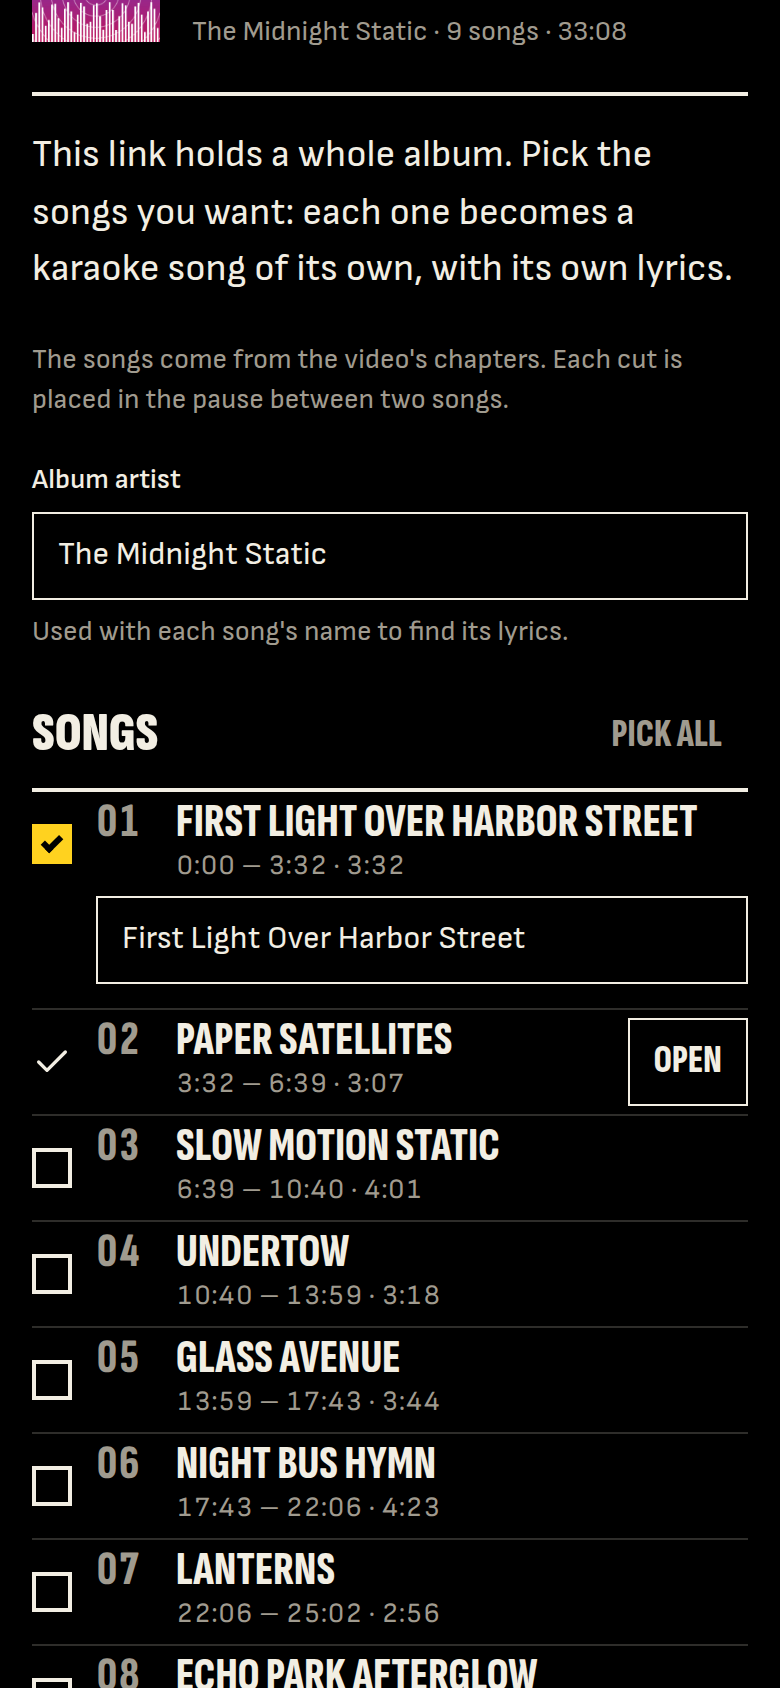 The Midnight Static · 9 songs · 33:08
This link holds a whole album. Pick the
songs you want: each one becomes a
karaoke song of its own, with its own lyrics.
The songs come from the video's chapters. Each cut is
placed in the pause between two songs.
Album artist
The Midnight Static
Used with each song's name to find its lyrics.
SONGS
PICK ALL
01 FIRST LIGHT OVER HARBOR STREET
0:00 — 3:32 · 3:32
First Light Over Harbor Street
02 PAPER SATELLITES
3:32 — 6:39 · 3:07
OPEN
03 SLOW MOTION STATIC
6:39 — 10:40 · 4:01
04 UNDERTOW
10:40 — 13:59 · 3:18
05 GLASS AVENUE
13:59 — 17:43 · 3:44
06 NIGHT BUS HYMN
17:43 — 22:06 · 4:23
07 LANTERNS
22:06 — 25:02 · 2:56
08 ECHO PARK AFTERGLOW